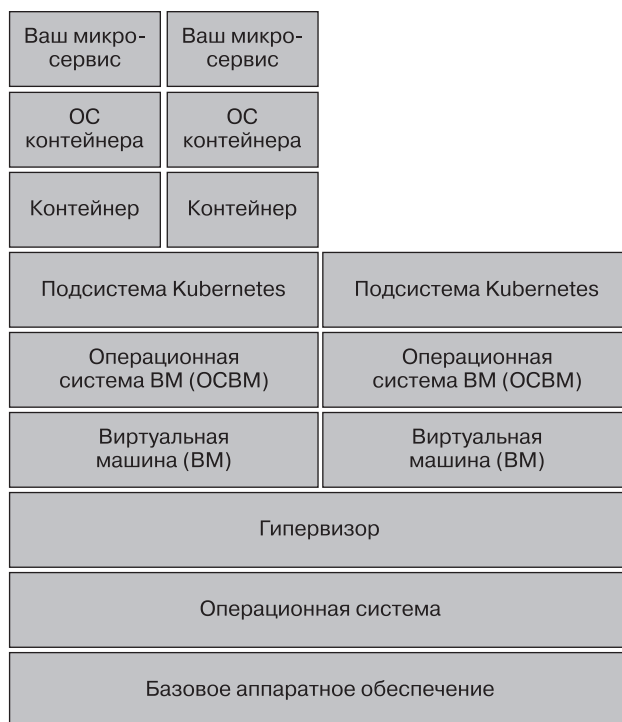 Ваш микро-
сервис
Ваш микро-
сервис
ОС
контейнера
ОС
контейнера
Контейнер
Контейнер
Подсистема Kubernetes
Подсистема Kubernetes
Операционная
система ВМ (ОСВМ)
Операционная
система ВМ (ОСВМ)
Виртуальная
машина (ВМ)
Виртуальная
машина (ВМ)
Гипервизор
Операционная система
Базовое аппаратное обеспечение